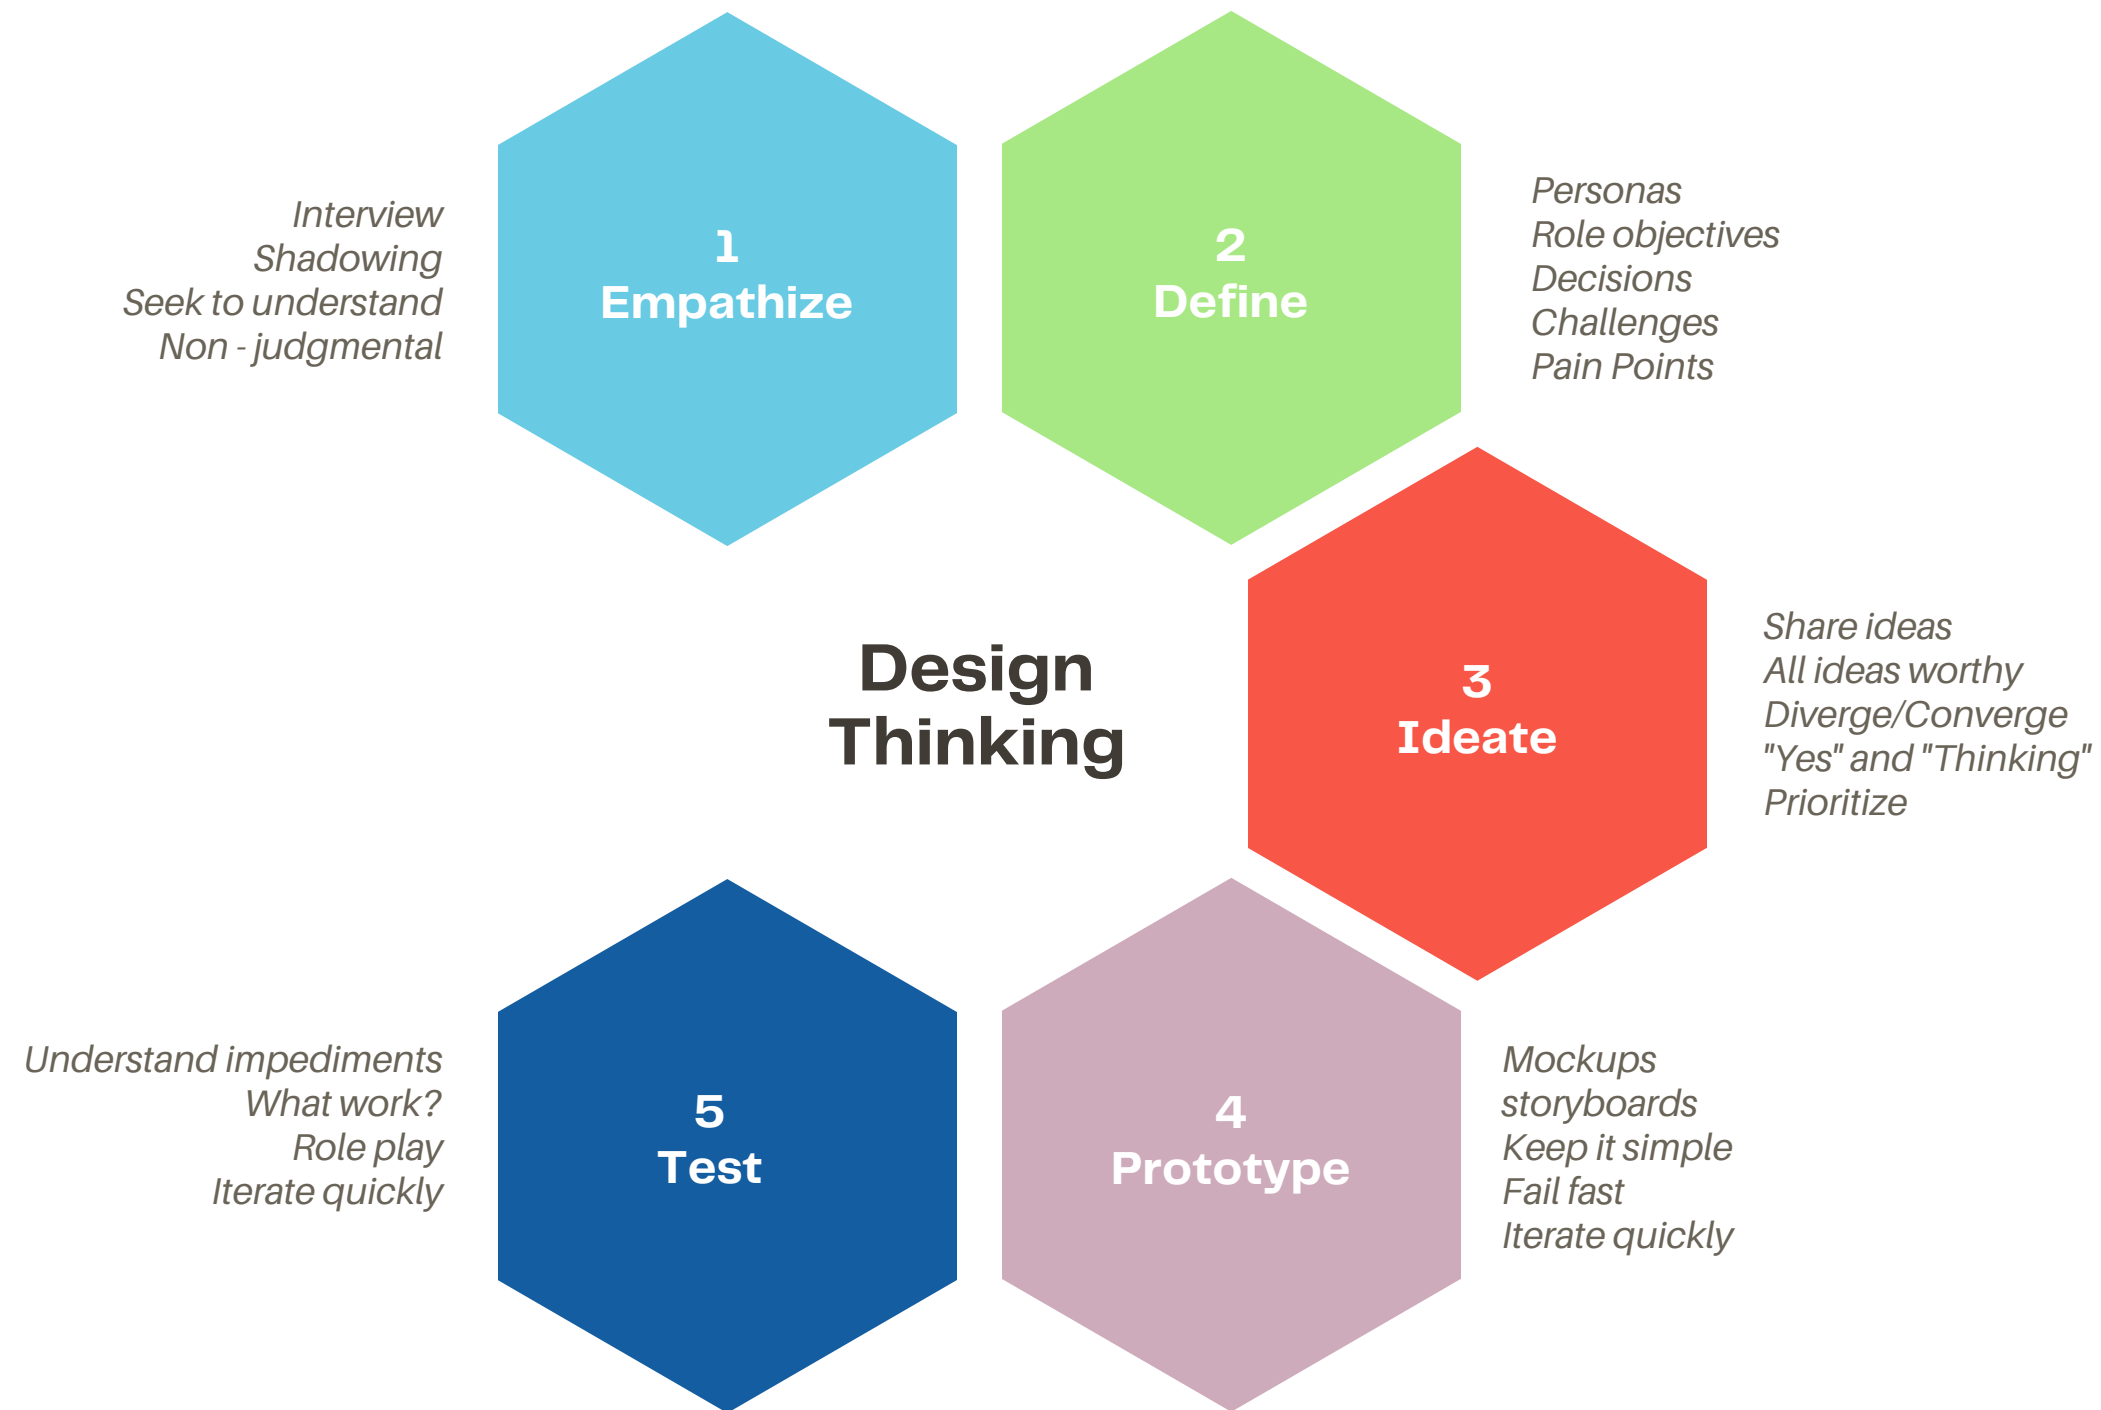 1
Empathize
Interview
Shadowing
Seek to understand
Non - judgmental
2
Define
Personas
Role objectives
Decisions
Challenges
Pain Points
Design
Thinking
3
Ideate
Share ideas
All ideas worthy
Diverge/Converge
"Yes" and "Thinking"
Prioritize
4
Prototype
Mockups
storyboards
Keep it simple
Fail fast
Iterate quickly
5
Test
Understand impediments
What work?
Role play
Iterate quickly